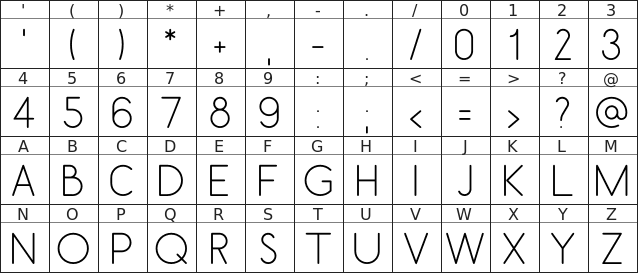 ' ( ) * + , - . / 0 1 2 3
' ( ) * + , - . / 0 1 2 3
4 5 6 7 8 9 : ; < = > ? @
4 5 6 7 8 9 : ; < = > ? @
A B C D E F G H I J K L M
A B C D E F G H I J K L M
N O P Q R S T U V W X Y Z
N O P Q R S T U V W X Y Z